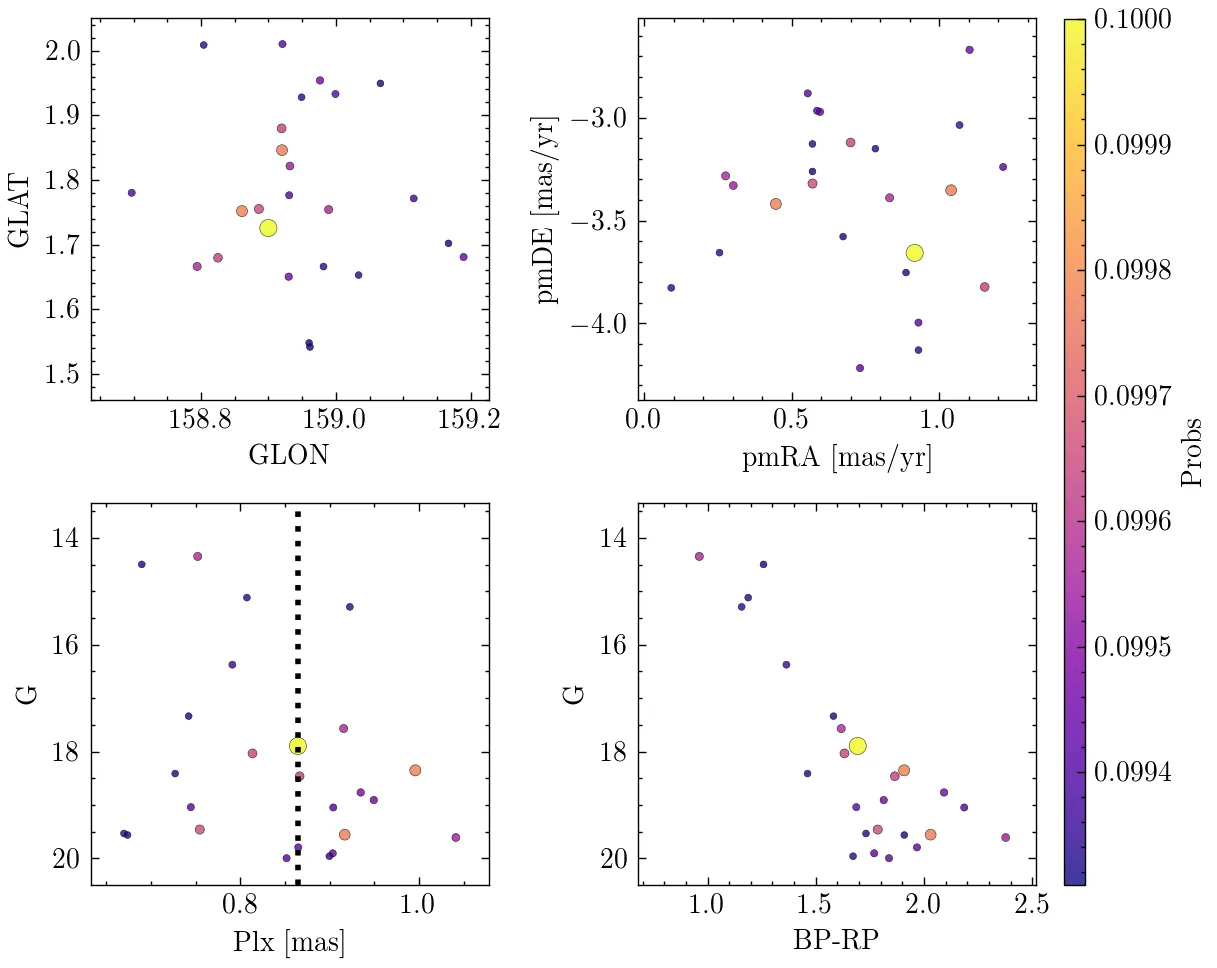 2.0
1.9
1.8
1.7
1.6
1.5
GLAT
158.8 159.0 159.2
GLON
−3.0
−3.5
−4.0
pmDE [mas/yr]
0.0 0.5 1.0
pmRA [mas/yr]
0.1000
0.0999
0.0998
0.0997
0.0996
0.0995
0.0994
Probs
14
16
18
20
G
0.8 1.0
Plx [mas]
14
16
18
20
G
1.0 1.5 2.0 2.5
BP-RP